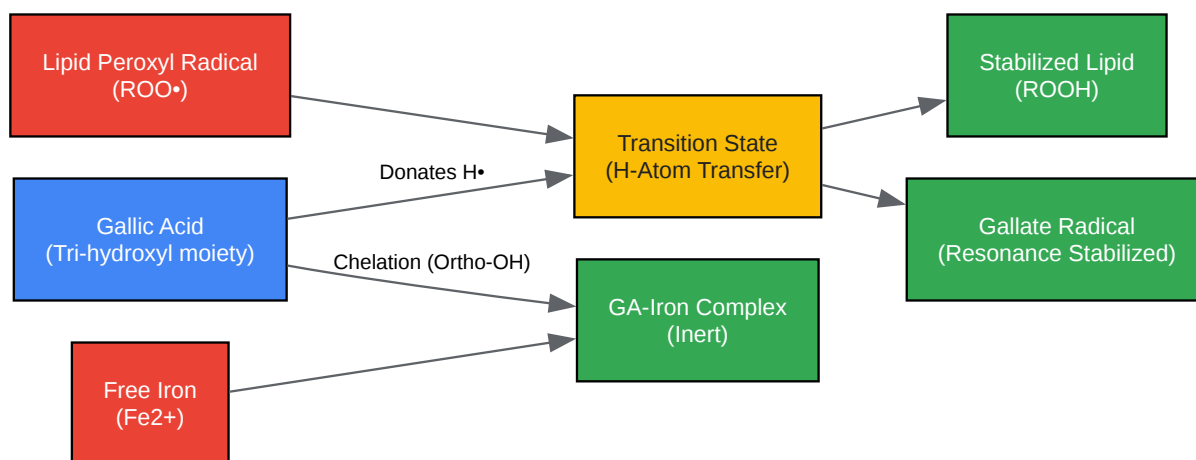 Lipid Peroxyl Radical
(ROO•)
Stabilized Lipid
(ROOH)
Transition State
(H-Atom Transfer)
Donates H•
Gallic Acid
(Tri-hydroxyl moiety)
Gallate Radical
(Resonance Stabilized)
Chelation (Ortho-OH)
GA-Iron Complex
(Inert)
Free Iron
(Fe2+)